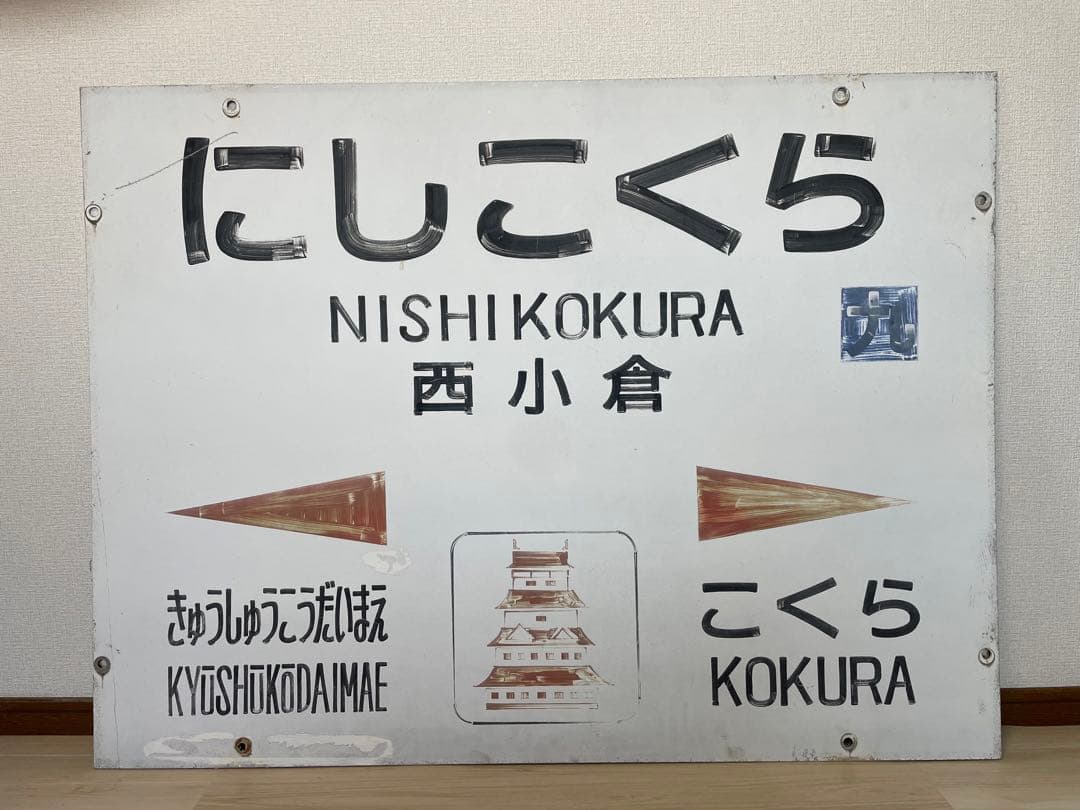 にしこくら
NISHIKOKURA
九
西小倉
きゅうしゅうこうだいまえ
KYŪSHŪKŌDAIMAE
こくら
KOKURA